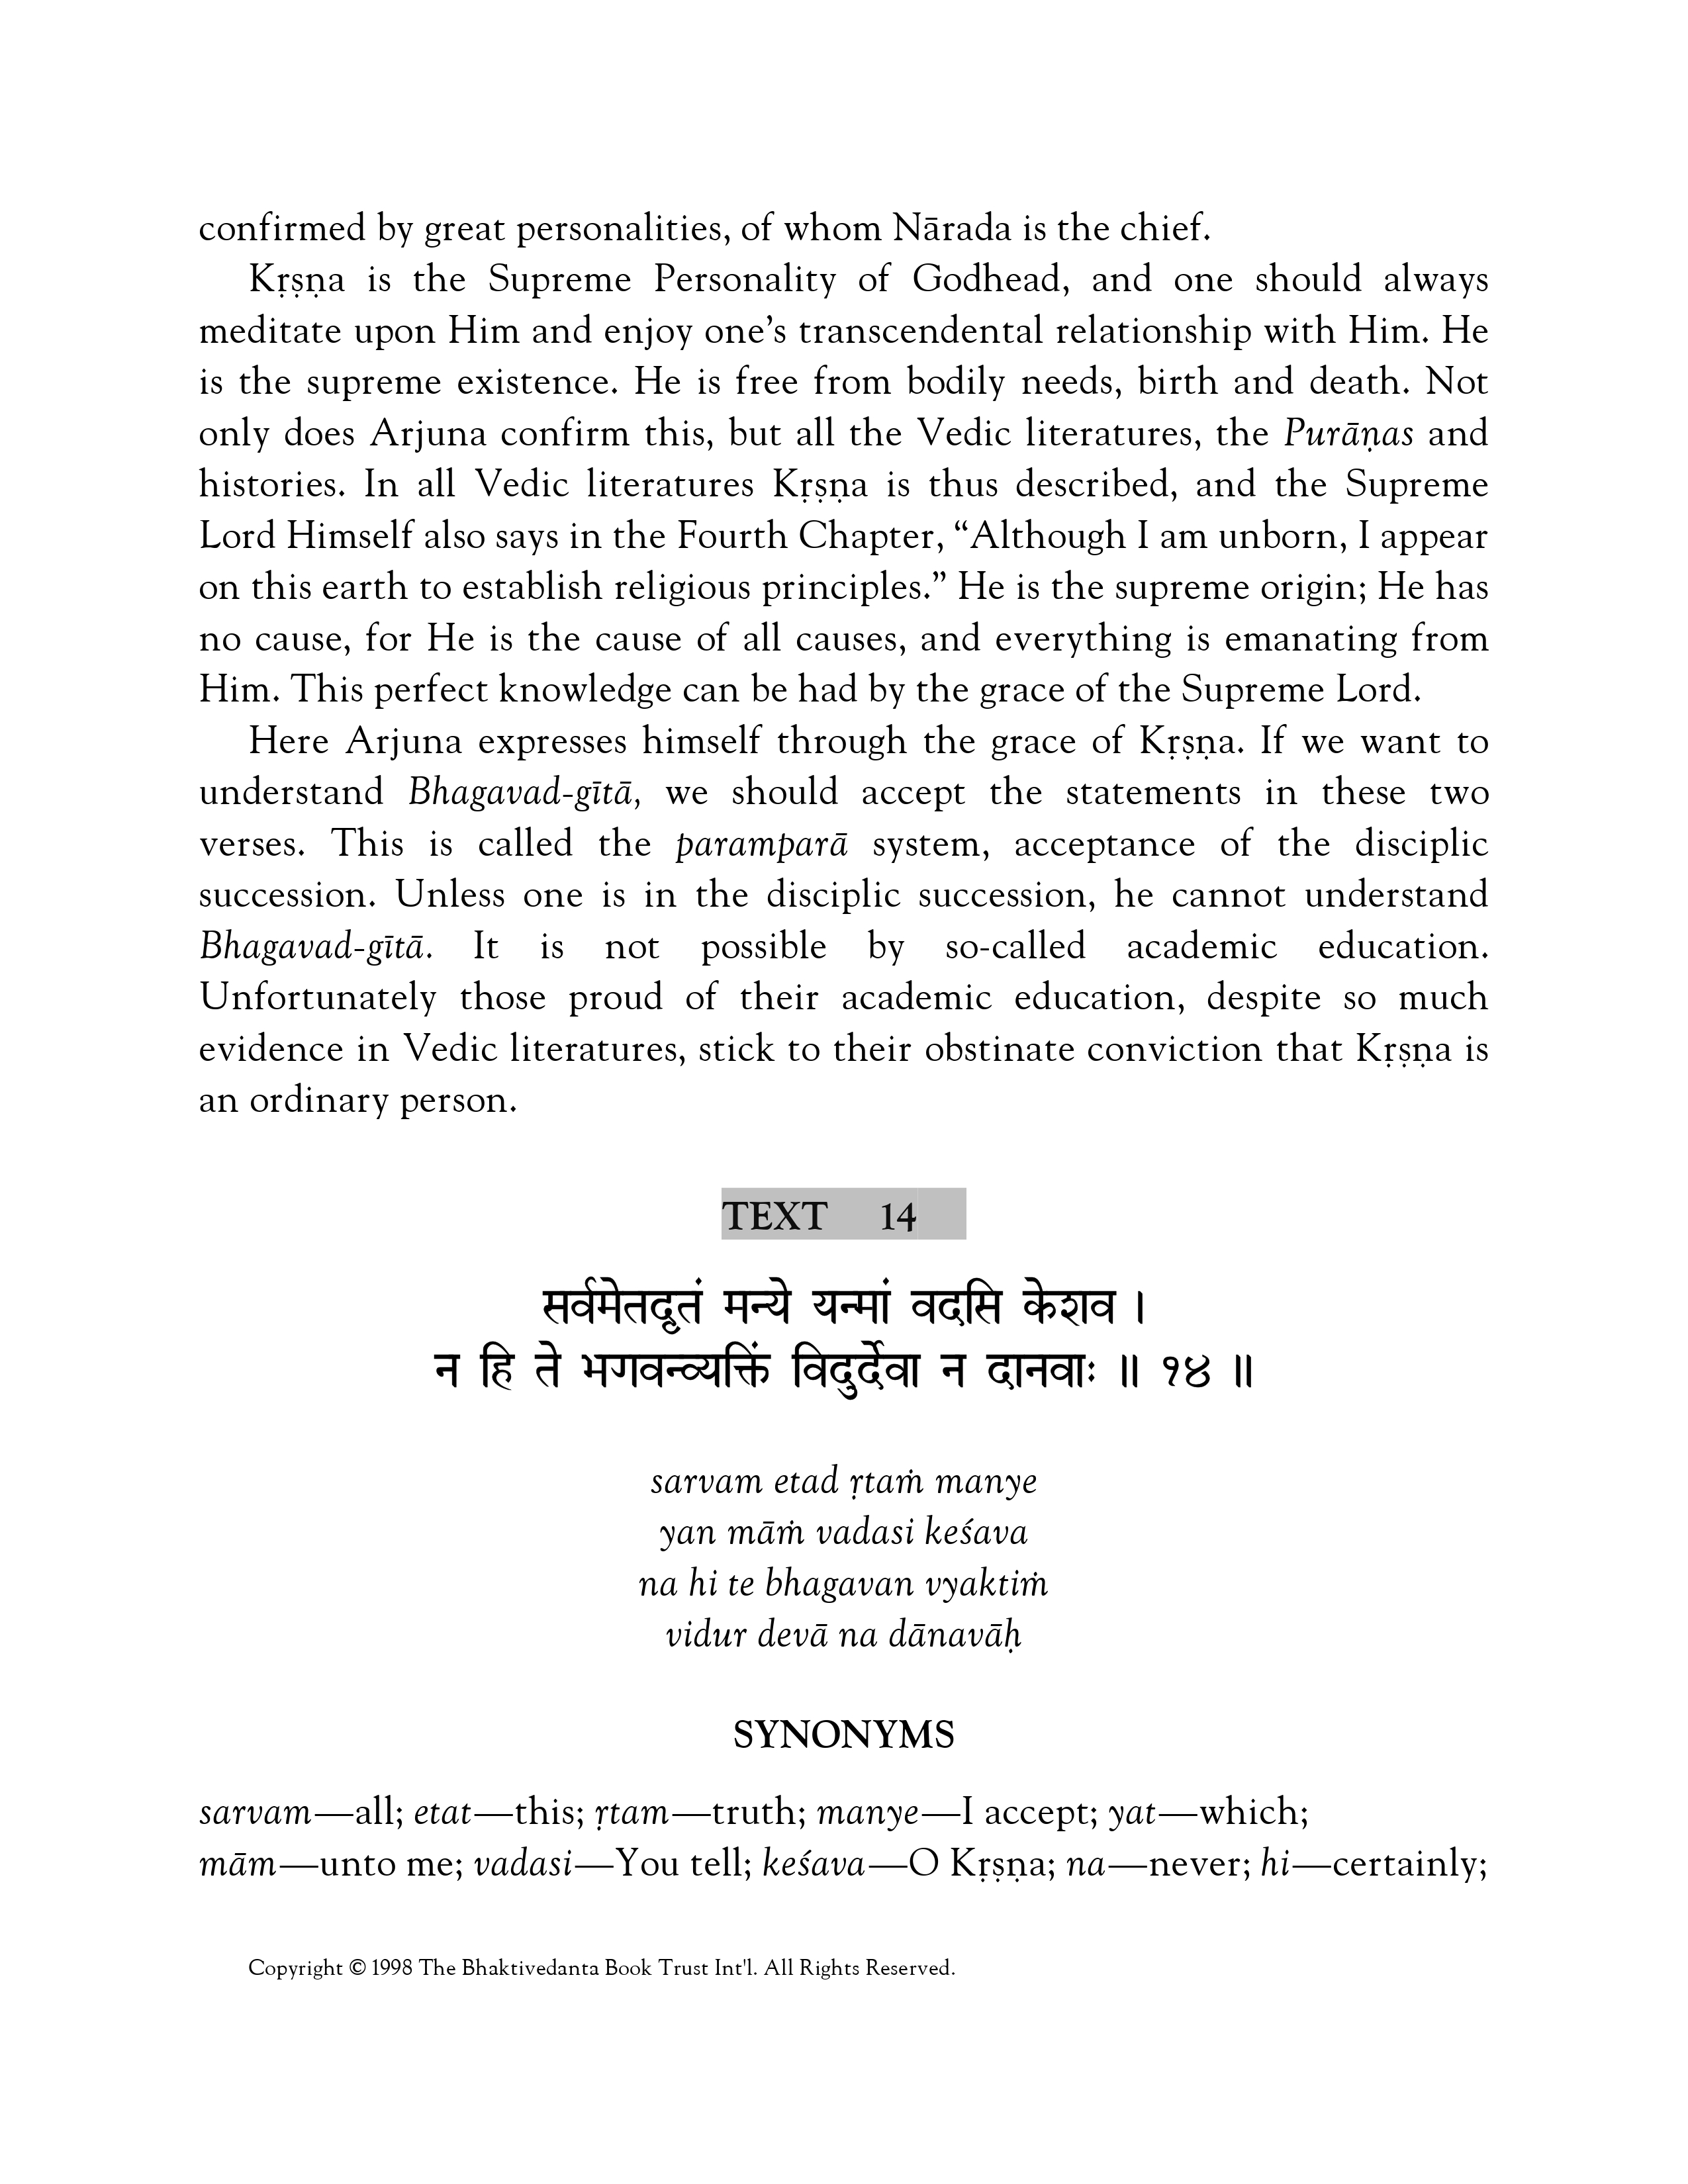 confirmed by great personalities, of whom Nārada is the chief.
Kṛṣṇa is the Supreme Personality of Godhead, and one should always
meditate upon Him and enjoy one’s transcendental relationship with Him. He
is the supreme existence. He is free from bodily needs, birth and death. Not
only does Arjuna confirm this, but all the Vedic literatures, the Purāṇas and
histories. In all Vedic literatures Kṛṣṇa is thus described, and the Supreme
Lord Himself also says in the Fourth Chapter, “Although I am unborn, I appear
on this earth to establish religious principles.” He is the supreme origin; He has
no cause, for He is the cause of all causes, and everything is emanating from
Him. This perfect knowledge can be had by the grace of the Supreme Lord.
Here Arjuna expresses himself through the grace of Kṛṣṇa. If we want to
understand Bhagavad-gītā, we should accept the statements in these two
verses. This is called the paramparā system, acceptance of the disciplic
succession. Unless one is in the disciplic succession, he cannot understand
Bhagavad-gītā. It is not possible by so-called academic education.
Unfortunately those proud of their academic education, despite so much
evidence in Vedic literatures, stick to their obstinate conviction that Kṛṣṇa is
an ordinary person.
TEXT 14
सर्वमेतदृतं मन्ये यन्मां वदसि केशव ।
न हि ते भगवन्व्यक्तिं विदुर्देवा न दानवाः ॥ १४ ॥
sarvam etad ṛtaṁ manye
yan māṁ vadasi keśava
na hi te bhagavan vyaktiṁ
vidur devā na dānavāḥ
SYNONYMS
sarvam—all; etat—this; ṛtam—truth; manye—I accept; yat—which;
mām—unto me; vadasi—You tell; keśava—O Kṛṣṇa; na—never; hi—certainly;
Copyright © 1998 The Bhaktivedanta Book Trust Int'l. All Rights Reserved.